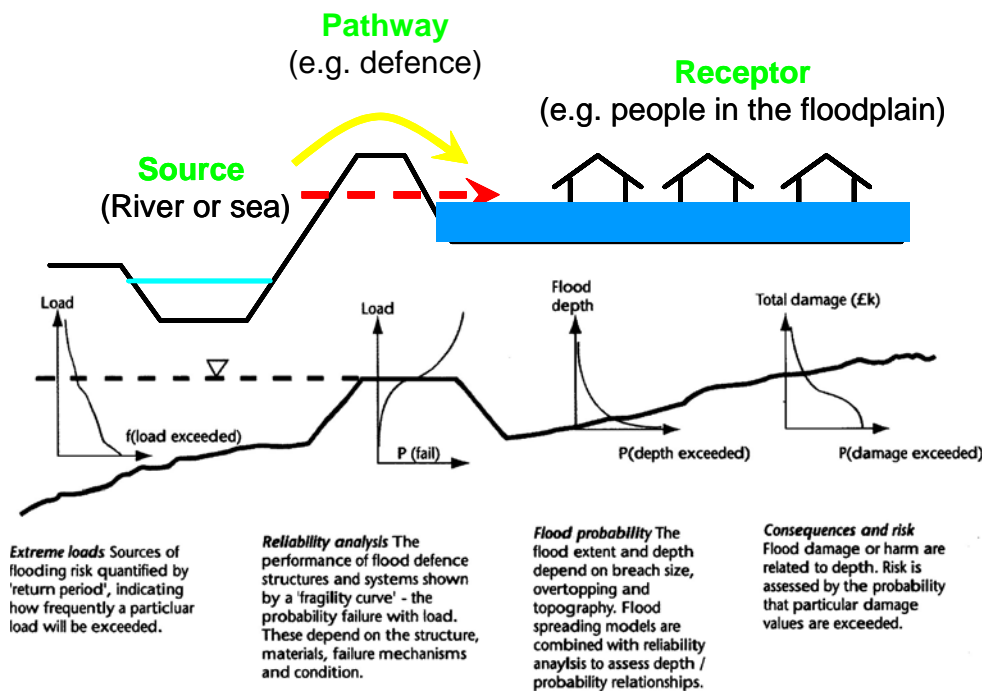 Pathway
(e.g. defence)
Receptor
(e.g. people in the floodplain)
Source
(River or sea)
Load
f(load exceeded)
Load
P (fail)
Flood
depth
P(depth exceeded)
Total damage (£k)
P(damage exceeded)
Extreme loads Sources of
flooding risk quantified by
'return period', indicating
how frequently a particluar
load will be exceeded.
Reliability analysis The
performance of flood defence
structures and systems shown
by a 'fragility curve' - the
probability failure with load.
These depend on the structure,
materials, failure mechanisms
and condition.
Flood probability The
flood extent and depth
depend on breach size,
overtopping and
topography. Flood
spreading models are
combined with reliability
anaylsis to assess depth /
probability relationships.
Consequences and risk
Flood damage or harm are
related to depth. Risk is
assessed by the probability
that particular damage
values are exceeded.